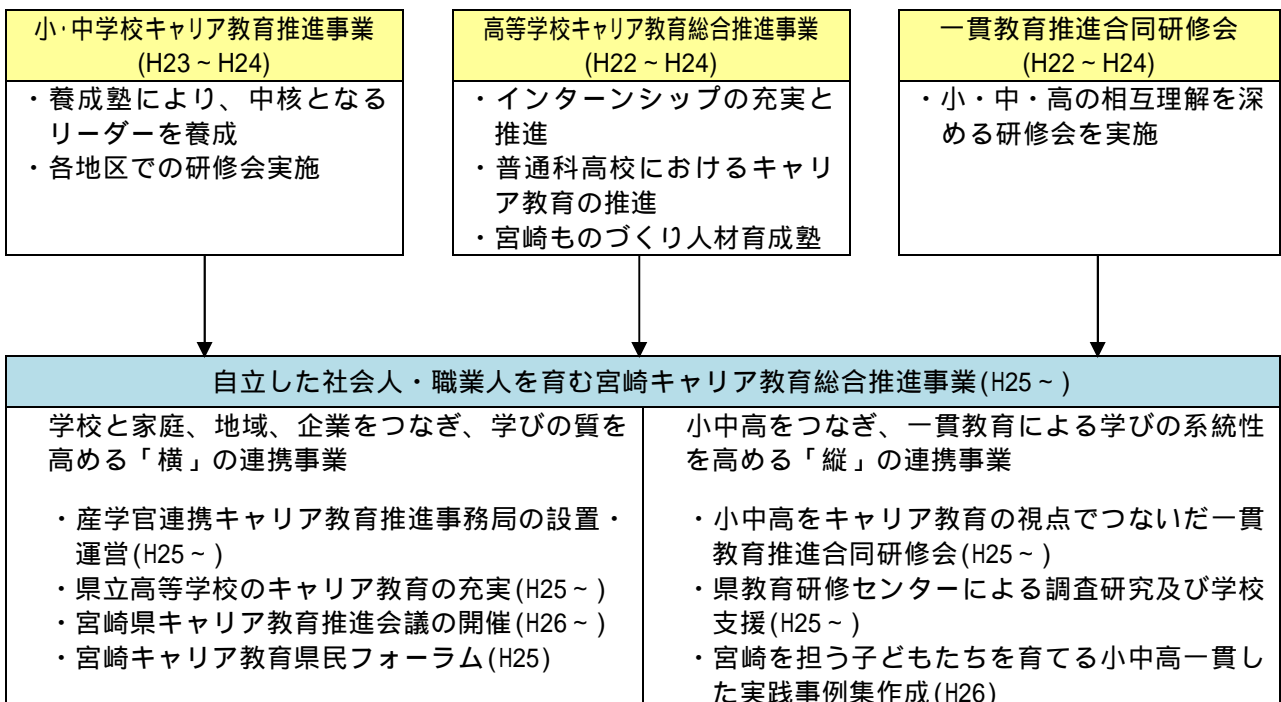 小・中学校キャリア教育推進事業
(H23～H24)
・養成塾により、中核となる
リーダーを養成
・各地区での研修会実施
高等学校キャリア教育総合推進事業
(H22～H24)
・インターンシップの充実と
推進
・普通科高校におけるキャリ
ア教育の推進
・宮崎ものづくり人材育成塾
一貫教育推進合同研修会
(H22～H24)
・小・中・高の相互理解を深
める研修会を実施
自立した社会人・職業人を育む宮崎キャリア教育総合推進事業(H25～)
学校と家庭、地域、企業をつなぎ、学びの質を
高める「横」の連携事業
・産学官連携キャリア教育推進事務局の設置・
運営(H25～)
・県立高等学校のキャリア教育の充実(H25～)
・宮崎県キャリア教育推進会議の開催(H26～)
・宮崎キャリア教育県民フォーラム(H25)
小中高をつなぎ、一貫教育による学びの系統性
を高める「縦」の連携事業
・小中高をキャリア教育の視点でつないだ一貫
教育推進合同研修会(H25～)
・県教育研修センターによる調査研究及び学校
支援(H25～)
・宮崎を担う子どもたちを育てる小中高一貫し
た実践事例集作成(H26)